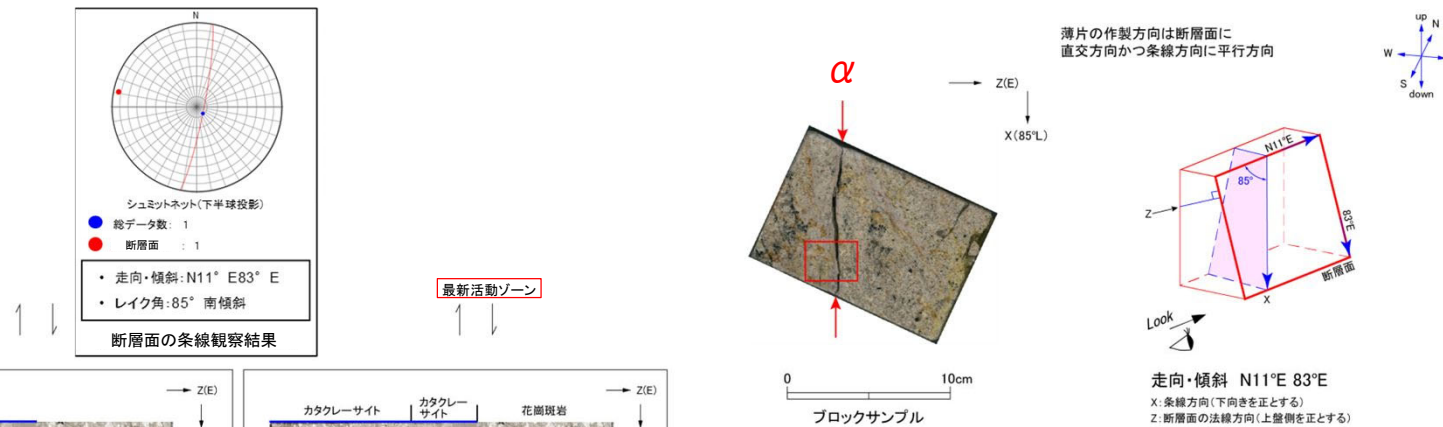 N
シュミットネット(下半球投影)
総データ数: 1
断層面 : 1
・ 走向・傾斜:N11° E83° E
・ レイク角:85° 南傾斜
断層面の条線観察結果
最新活動ゾーン
Z(E)
Z(E)
カタクレーサイト
カタクレー
サイト
花崗斑岩
α
Z(E)
X(85°L)
0
10cm
ブロックサンプル
薄片の作製方向は断層面に
直交方向かつ条線方向に平行方向
up
N
W
S
down
N11°E
85°
Z
83°E
断層面
X
Look
走向・傾斜 N11°E 83°E
X:条線方向(下向きを正とする)
Z:断層面の法線方向(上盤側を正とする)